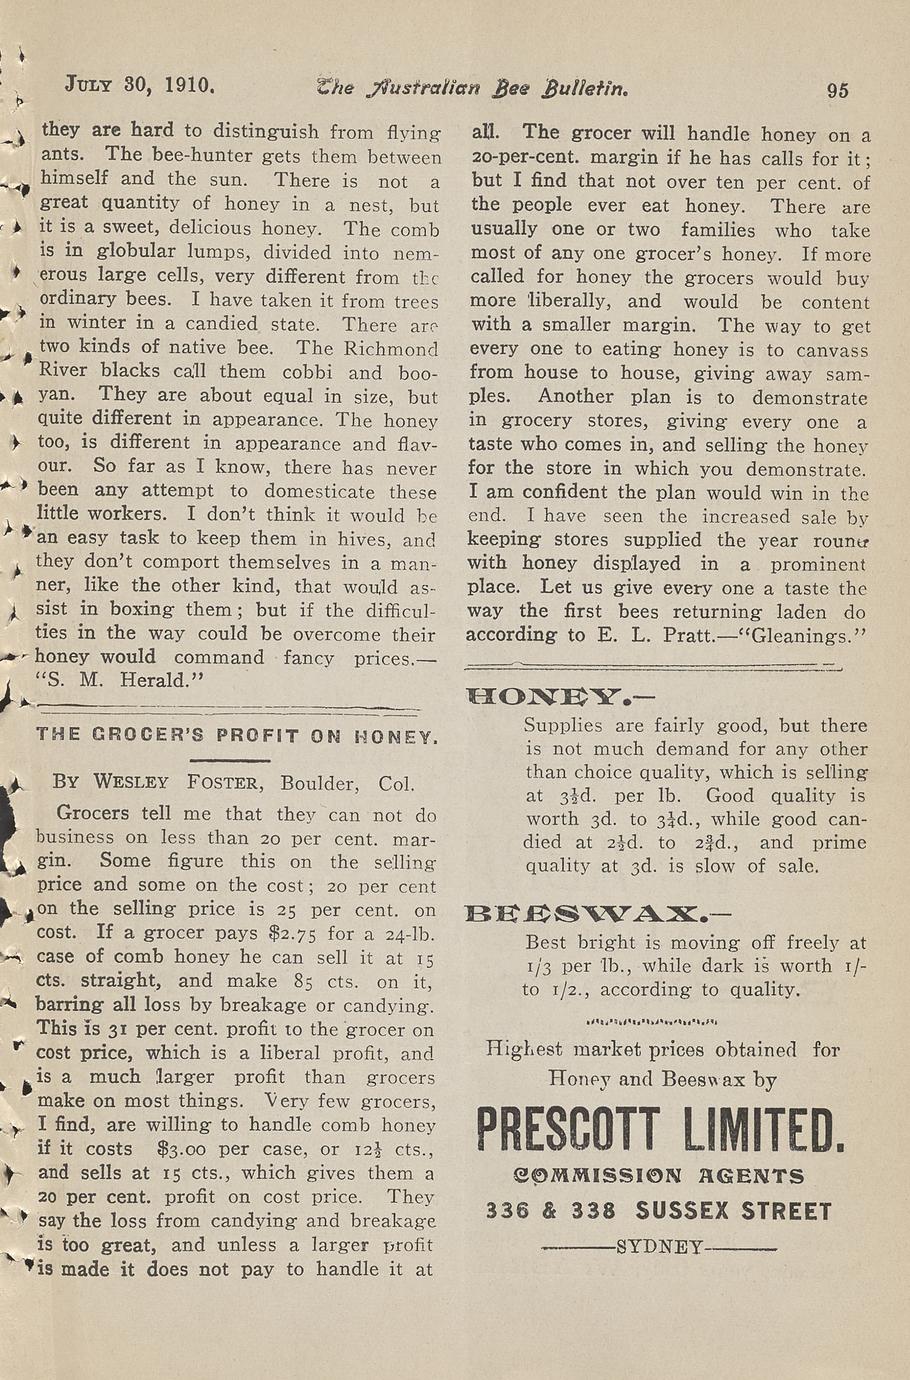 July 30, 1910.
The Australian Bee Bulletin.
95
they are hard to distinguish from flying
ants. The bee-hunter gets them between
himself and the sun. There is not a
great quantity of honey in a nest, but
it is a sweet, delicious honey. The comb
is in globular lumps, divided into nem-
erous large cells, very different from the
ordinary bees. I have taken it from trees
in winter in a candied state. There are
two kinds of native bee. The Richmond
River blacks call them cobbi and boo-
yan. They are about equal in size, but
quite different in appearance. The honey
too, is different in appearance and flav-
our. So far as I know, there has never
been any attempt to domesticate these
little workers. I don't think it would be
an easy task to keep them in hives, and
they don't comport themselves in a man-
ner, like the other kind, that would as-
sist in boxing them; but if the difficul-
ties in the way could be overcome their
honey would command fancy prices.—
"S. M. Herald."
THE GROCER'S PROFIT ON HONEY.
By Wesley Foster, Boulder, Col.
Grocers tell me that they can not do
business on less than 20 per cent. mar-
gin. Some figure this on the selling
price and some on the cost; 20 per cent
on the selling price is 25 per cent. on
cost. If a grocer pays $2.75 for a 24-lb.
case of comb honey he can sell it at 15
cts. straight, and make 85 cts. on it,
barring all loss by breakage or candying.
This is 31 per cent. profit to the grocer on
cost price, which is a liberal profit, and
is a much larger profit than grocers
make on most things. Very few grocers,
I find, are willing to handle comb honey
if it costs $3.00 per case, or 12½ cts.,
and sells at 15 cts., which gives them a
20 per cent. profit on cost price. They
say the loss from candying and breakage
is too great, and unless a larger profit
is made it does not pay to handle it at
all. The grocer will handle honey on a
20-per-cent. margin if he has calls for it;
but I find that not over ten per cent. of
the people ever eat honey. There are
usually one or two families who take
most of any one grocer's honey. If more
called for honey the grocers would buy
more liberally, and would be content
with a smaller margin. The way to get
every one to eating honey is to canvass
from house to house, giving away sam-
ples. Another plan is to demonstrate
in grocery stores, giving every one a
taste who comes in, and selling the honey
for the store in which you demonstrate.
I am confident the plan would win in the
end. I have seen the increased sale by
keeping stores supplied the year round
with honey displayed in a prominent
place. Let us give every one a taste the
way the first bees returning laden do
according to E. L. Pratt.—"Gleanings."
HONEY.—
Supplies are fairly good, but there
is not much demand for any other
than choice quality, which is selling
at 3½d. per lb. Good quality is
worth 3d. to 3¼d., while good can-
died at 2½d. to 2¾d., and prime
quality at 3d. is slow of sale.
BEESWAX.—
Best bright is moving off freely at
1/3 per lb., while dark is worth 1/-
to 1/2., according to quality.
Highest market prices obtained for
Honey and Beeswax by
PRESCOTT LIMITED.
COMMISSION AGENTS
336 & 338 SUSSEX STREET
———SYDNEY———